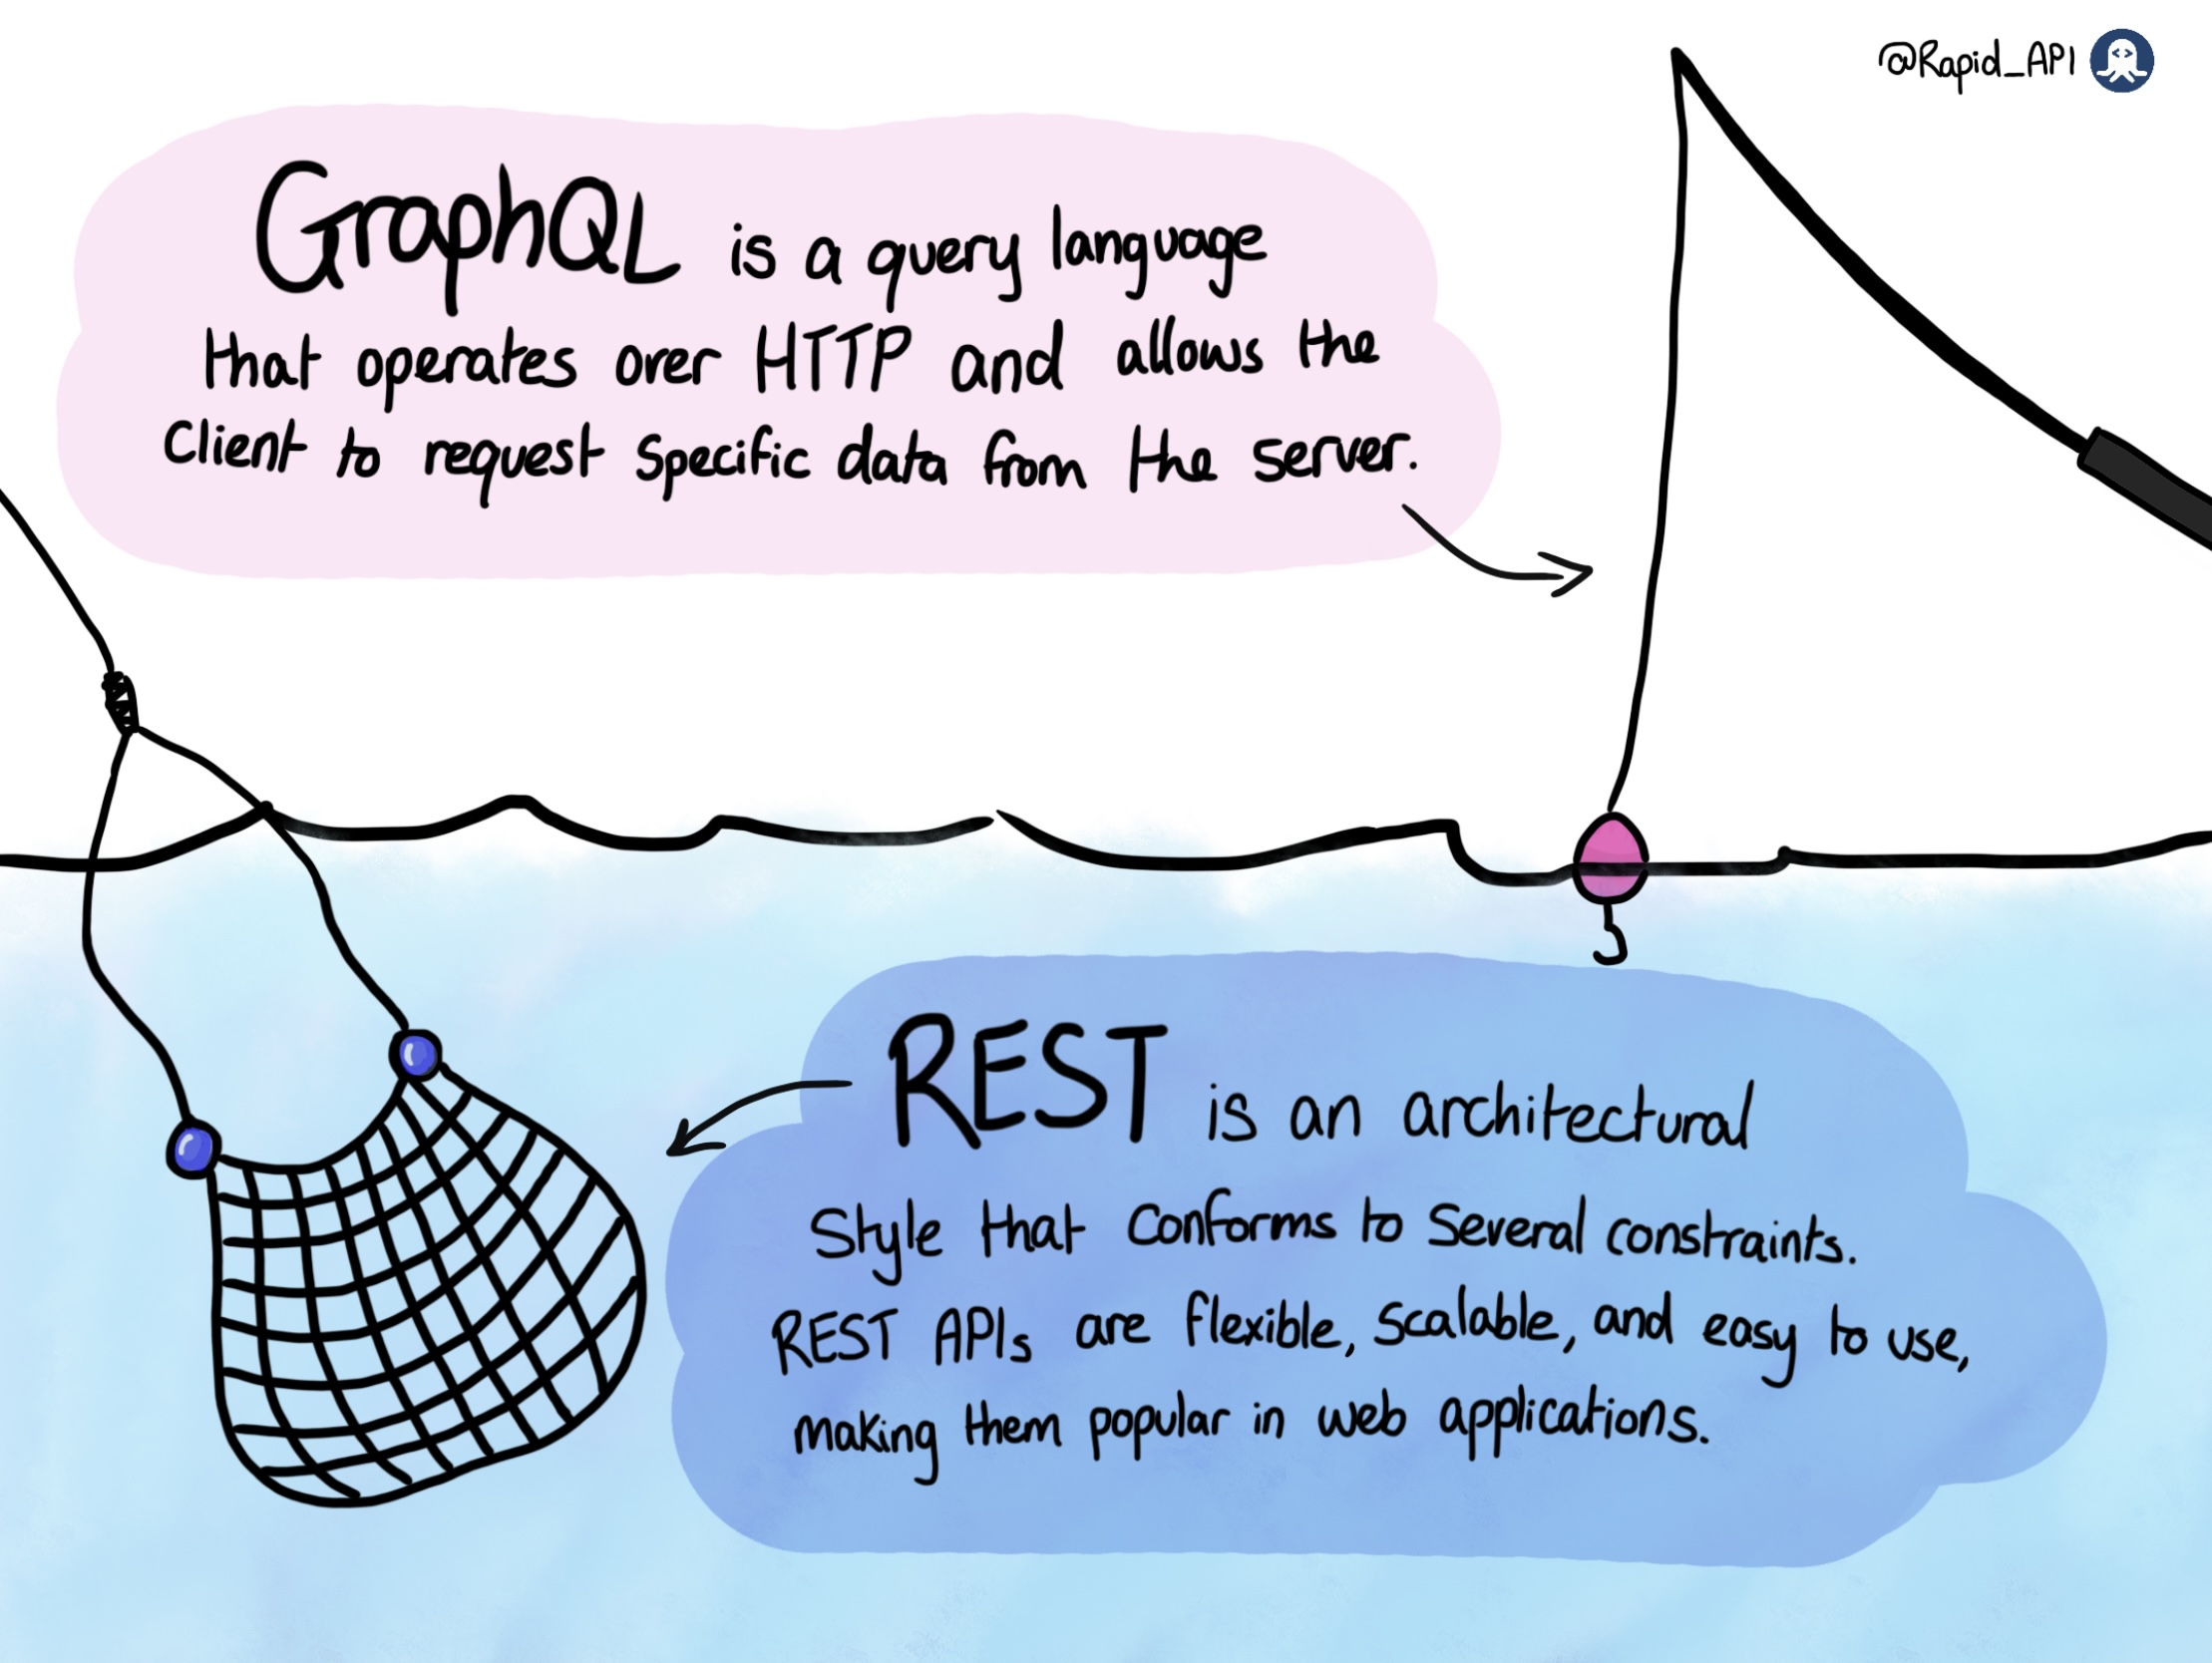 @Rapid_API
GraphQL is a query language
that operates over HTTP and allows the
Client to request specific data from the server.
REST is an architectural
Style that conforms to several constraints.
REST APIs are flexible, scalable, and easy to use,
making them popular in web applications.